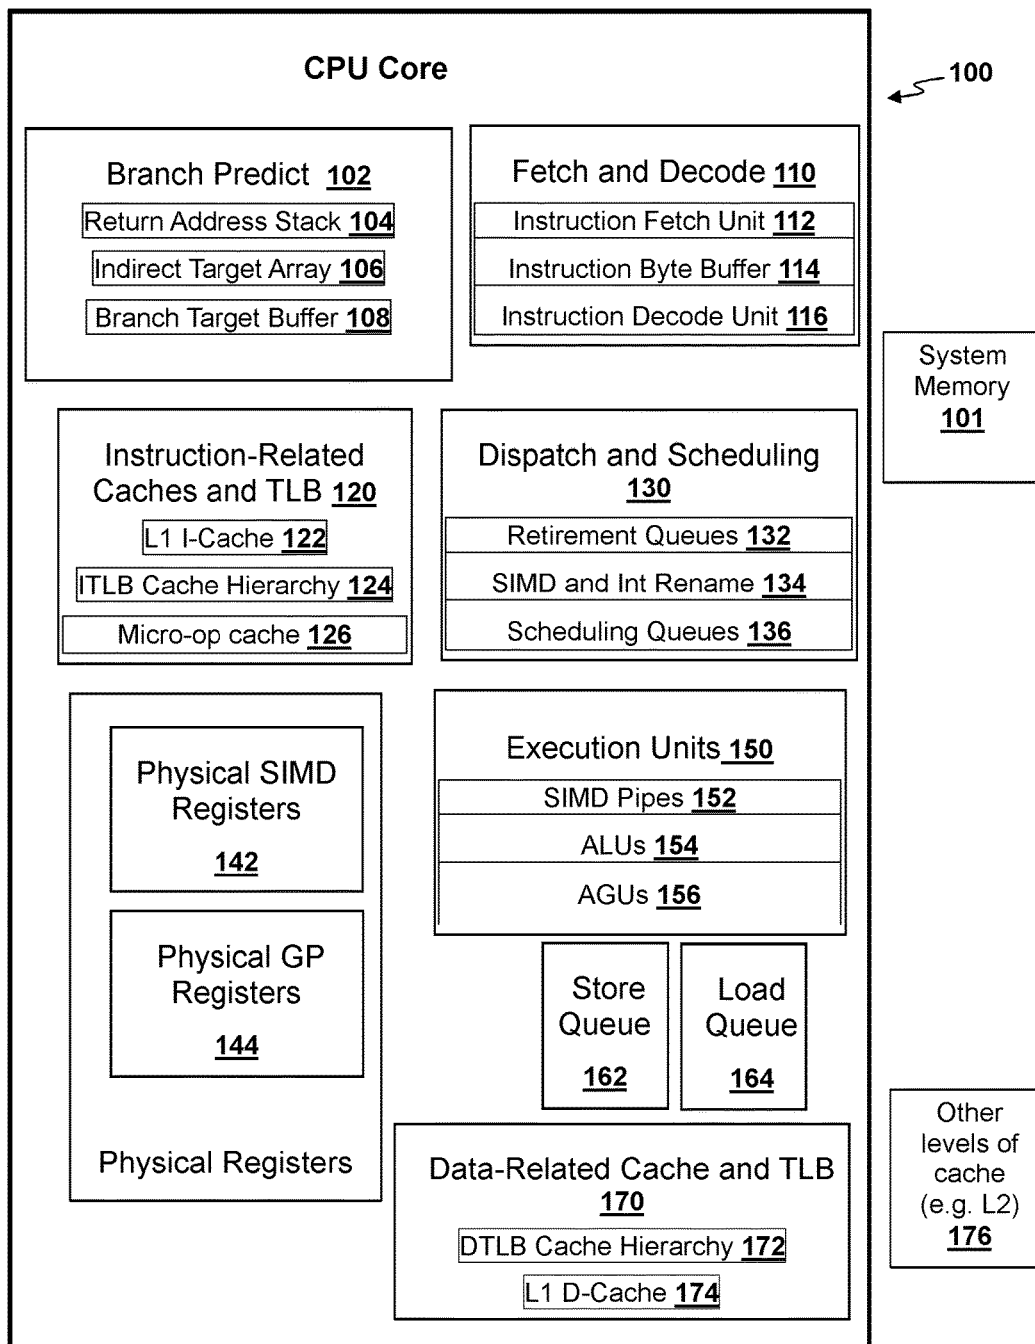 CPU Core
100
Branch Predict 102
Return Address Stack 104
Indirect Target Array 106
Branch Target Buffer 108
Fetch and Decode 110
Instruction Fetch Unit 112
Instruction Byte Buffer 114
Instruction Decode Unit 116
System
Memory
101
Instruction-Related
Caches and TLB 120
L1 I-Cache 122
ITLB Cache Hierarchy 124
Micro-op cache 126
Dispatch and Scheduling
130
Retirement Queues 132
SIMD and Int Rename 134
Scheduling Queues 136
Physical SIMD
Registers
142
Physical GP
Registers
144
Physical Registers
Execution Units 150
SIMD Pipes 152
ALUs 154
AGUs 156
Store
Queue
162
Load
Queue
164
Data-Related Cache and TLB
170
DTLB Cache Hierarchy 172
L1 D-Cache 174
Other
levels of
cache
(e.g. L2)
176